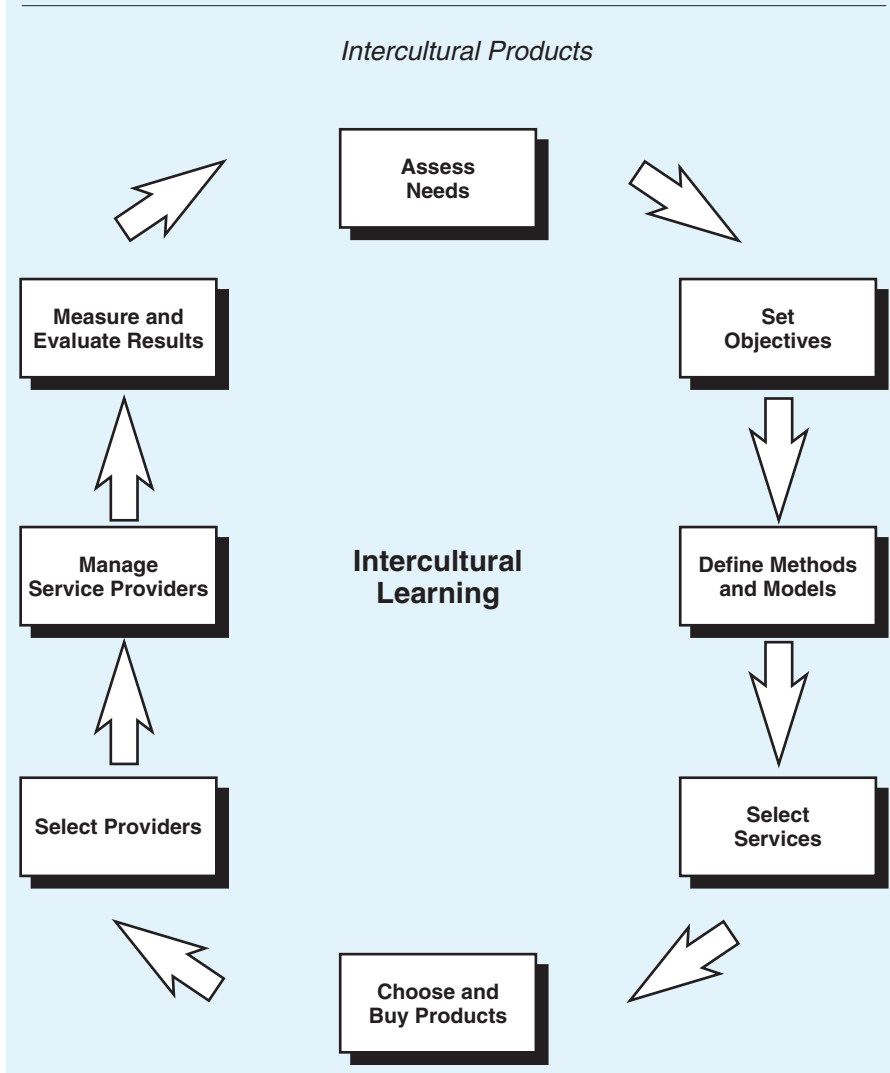 Intercultural Products
Assess
Needs
Set
Objectives
Define Methods
and Models
Select
Services
Choose and
Buy Products
Select Providers
Manage
Service Providers
Measure and
Evaluate Results
Intercultural
Learning